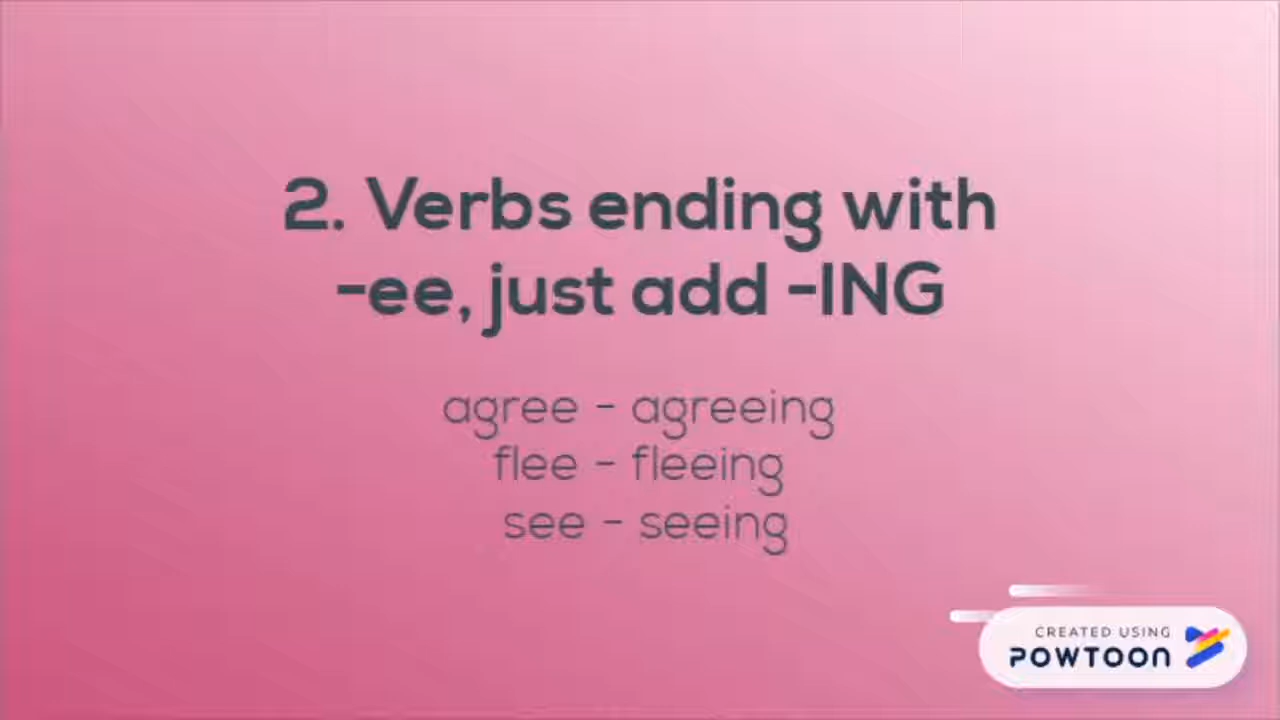 2. Verbs ending with
-ee, just add -ING
agree - agreeing
flee - fleeing
see - seeing
CREATED USING
POWTOON